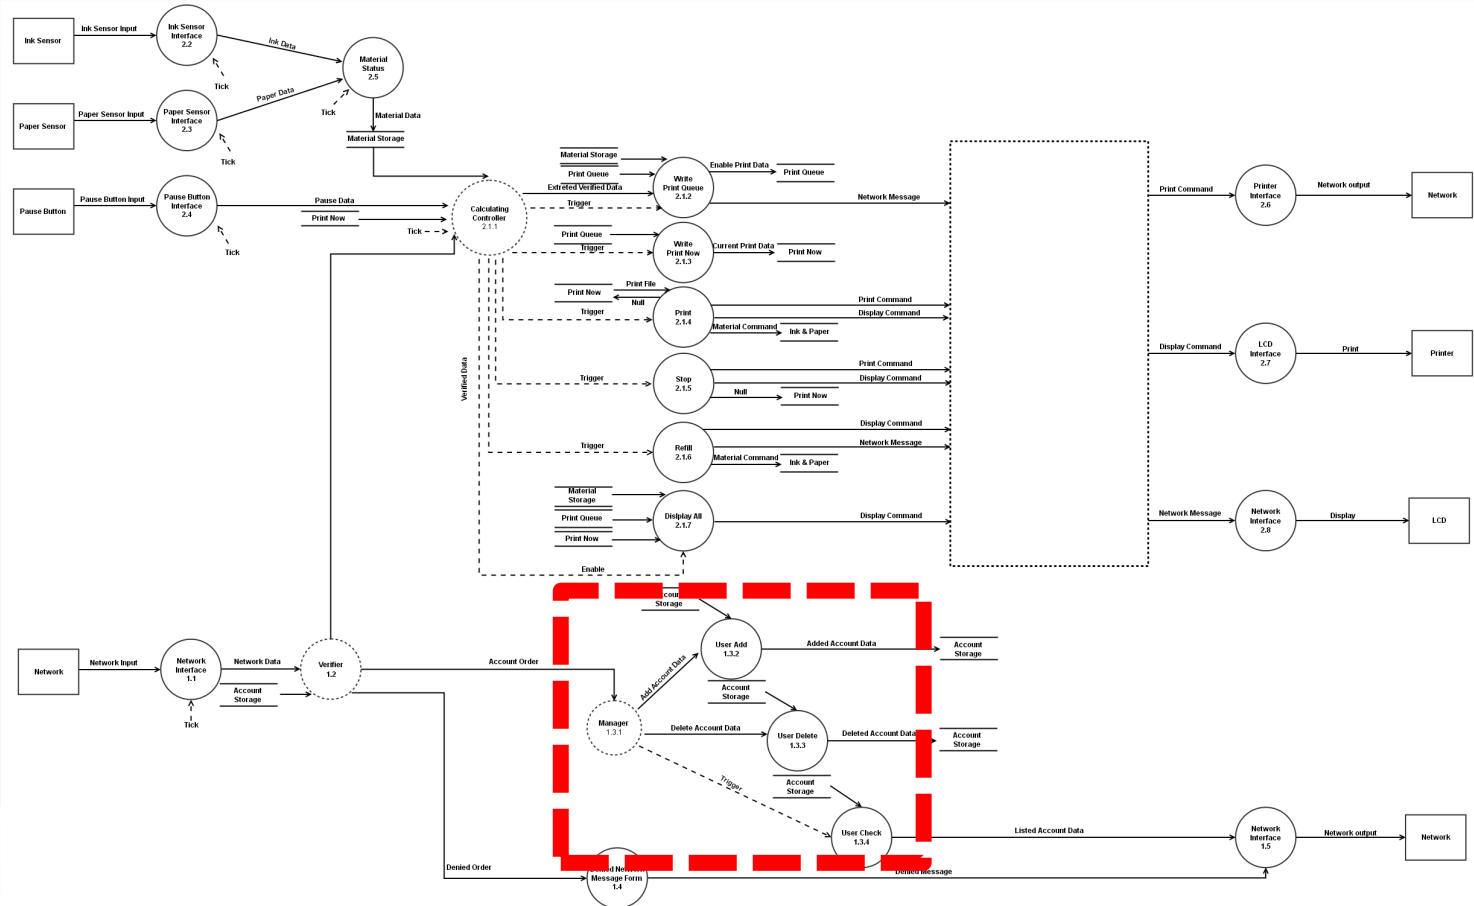 Ink Sensor
Ink Sensor Input
Ink Sensor
Interface
2.2
Ink Data
Tick
Material
Status
2.5
Paper Sensor
Paper Sensor Input
Paper Sensor
Interface
2.3
Paper Data
Tick
Tick
Material Data
Material Storage
Pause Button
Pause Button Input
Pause Button
Interface
2.4
Pause Data
Tick
Print Now
Tick
Calculating
Controller
2.1.1
Material Storage
Print Queue
Extreted Verified Data
Trigger
Write
Print Queue
2.1.2
Enable Print Data
Print Queue
Network Message
Print Queue
Trigger
Write
Print Now
2.1.3
Current Print Data
Print Now
Print Now
Print File
Null
Trigger
Print
2.1.4
Print Command
Display Command
Material Command
Ink & Paper
Verified Data
Trigger
Stop
2.1.5
Print Command
Display Command
Null
Print Now
Trigger
Refill
2.1.6
Display Command
Network Message
Material Command
Ink & Paper
Material
Storage
Print Queue
Print Now
Dislplay All
2.1.7
Display Command
Enable
Print Command
Printer
Interface
2.6
Network output
Network
Display Command
LCD
Interface
2.7
Print
Printer
Network Message
Network
Interface
2.8
Display
LCD
Network
Network Input
Network
Interface
1.1
Tick
Network Data
Account
Storage
Verifier
1.2
Account Order
Manager
1.3.1
Storage
Add Account Data
User Add
1.3.2
Added Account Data
Account
Storage
Account
Storage
Delete Account Data
User Delete
1.3.3
Deleted Account Data
Account
Storage
Account
Storage
Trigger
User Check
1.3.4
Listed Account Data
Network
Interface
1.5
Network output
Network
Denied Order
Message Form
1.4
Message